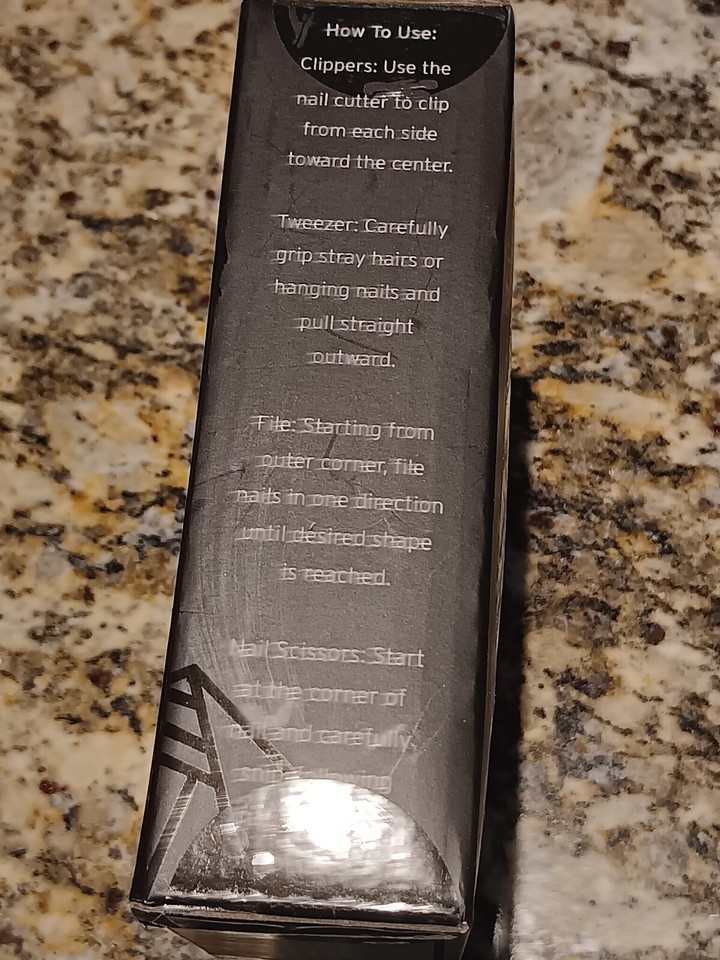 How To Use:
Clippers: Use the
nail cutter to clip
from each side
toward the center.
Tweezer: Carefully
grip stray hairs or
hanging nails and
pull straight
outward.
File: Starting from
outer corner, file
nails in one direction
until desired shape
is reached.
Nail Scissors: Start
at the corner of
nail and carefully
snip following